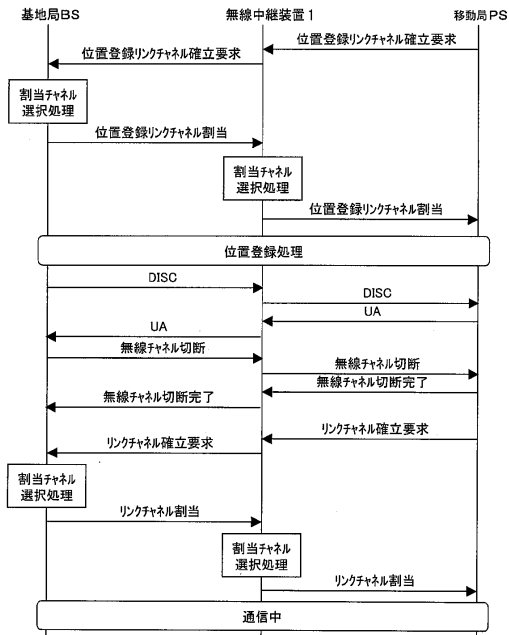 基地局BS
無線中継装置1
移動局PS
位置登録リンクチャネル確立要求
位置登録リンクチャネル確立要求
割当チャネル
選択処理
位置登録リンクチャネル割当
割当チャネル
選択処理
位置登録リンクチャネル割当
位置登録処理
DISC
DISC
UA
UA
無線チャネル切断
無線チャネル切断
無線チャネル切断完了
無線チャネル切断完了
リンクチャネル確立要求
リンクチャネル確立要求
割当チャネル
選択処理
リンクチャネル割当
割当チャネル
選択処理
リンクチャネル割当
通信中